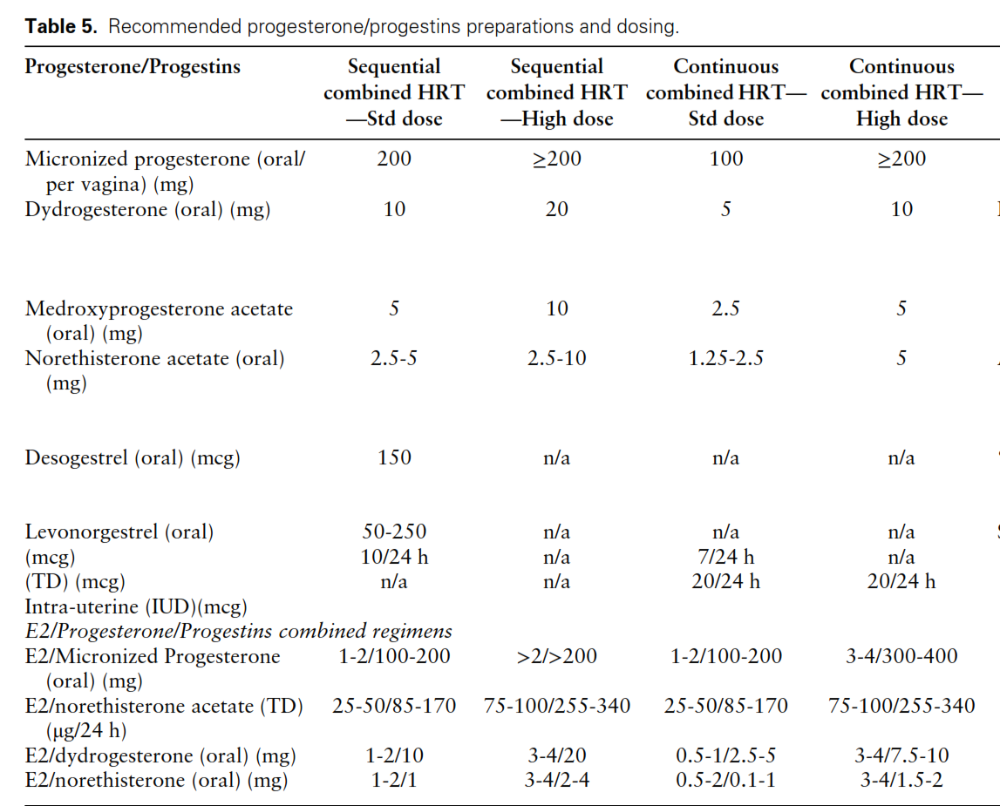 Table 5. Recommended progesterone/progestins preparations and dosing.
Progesterone/Progestins Sequential combined HRT —Std dose Sequential combined HRT —High dose Continuous combined HRT— Std dose Continuous combined HRT— High dose
Micronized progesterone (oral/ 200 ≥200 100 ≥200
per vagina) (mg)
Dydrogesterone (oral) (mg) 10 20 5 10
Medroxyprogesterone acetate 5 10 2.5 5
(oral) (mg)
Norethisterone acetate (oral) 2.5-5 2.5-10 1.25-2.5 5
(mg)
Desogestrel (oral) (mcg) 150 n/a n/a n/a
Levonorgestrel (oral) 50-250 n/a n/a n/a
(mcg) 10/24 h n/a 7/24 h n/a
(TD) (mcg) n/a n/a 20/24 h 20/24 h
Intra-uterine (IUD)(mcg)
E2/Progesterone/Progestins combined regimens
E2/Micronized Progesterone 1-2/100-200 >2/>200 1-2/100-200 3-4/300-400
(oral) (mg)
E2/norethisterone acetate (TD) 25-50/85-170 75-100/255-340 25-50/85-170 75-100/255-340
(μg/24 h)
E2/dydrogesterone (oral) (mg) 1-2/10 3-4/20 0.5-1/2.5-5 3-4/7.5-10
E2/norethisterone (oral) (mg) 1-2/1 3-4/2-4 0.5-2/0.1-1 3-4/1.5-2